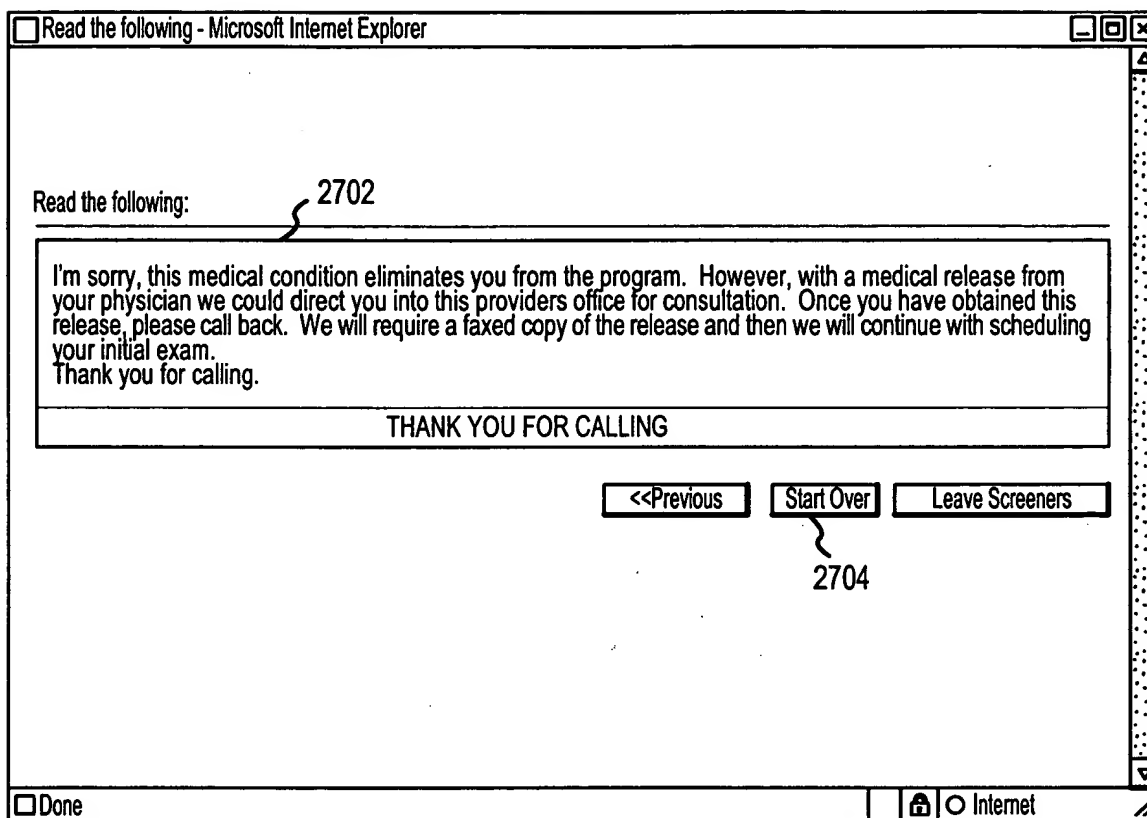 Read the following - Microsoft Internet Explorer
2702
Read the following:
I'm sorry, this medical condition eliminates you from the program. However, with a medical release from
your physician we could direct you into this providers office for consultation. Once you have obtained this
release, please call back. We will require a faxed copy of the release and then we will continue with scheduling
your initial exam.
Thank you for calling.
THANK YOU FOR CALLING
<<Previous Start Over Leave Screeners
2704
Done Internet